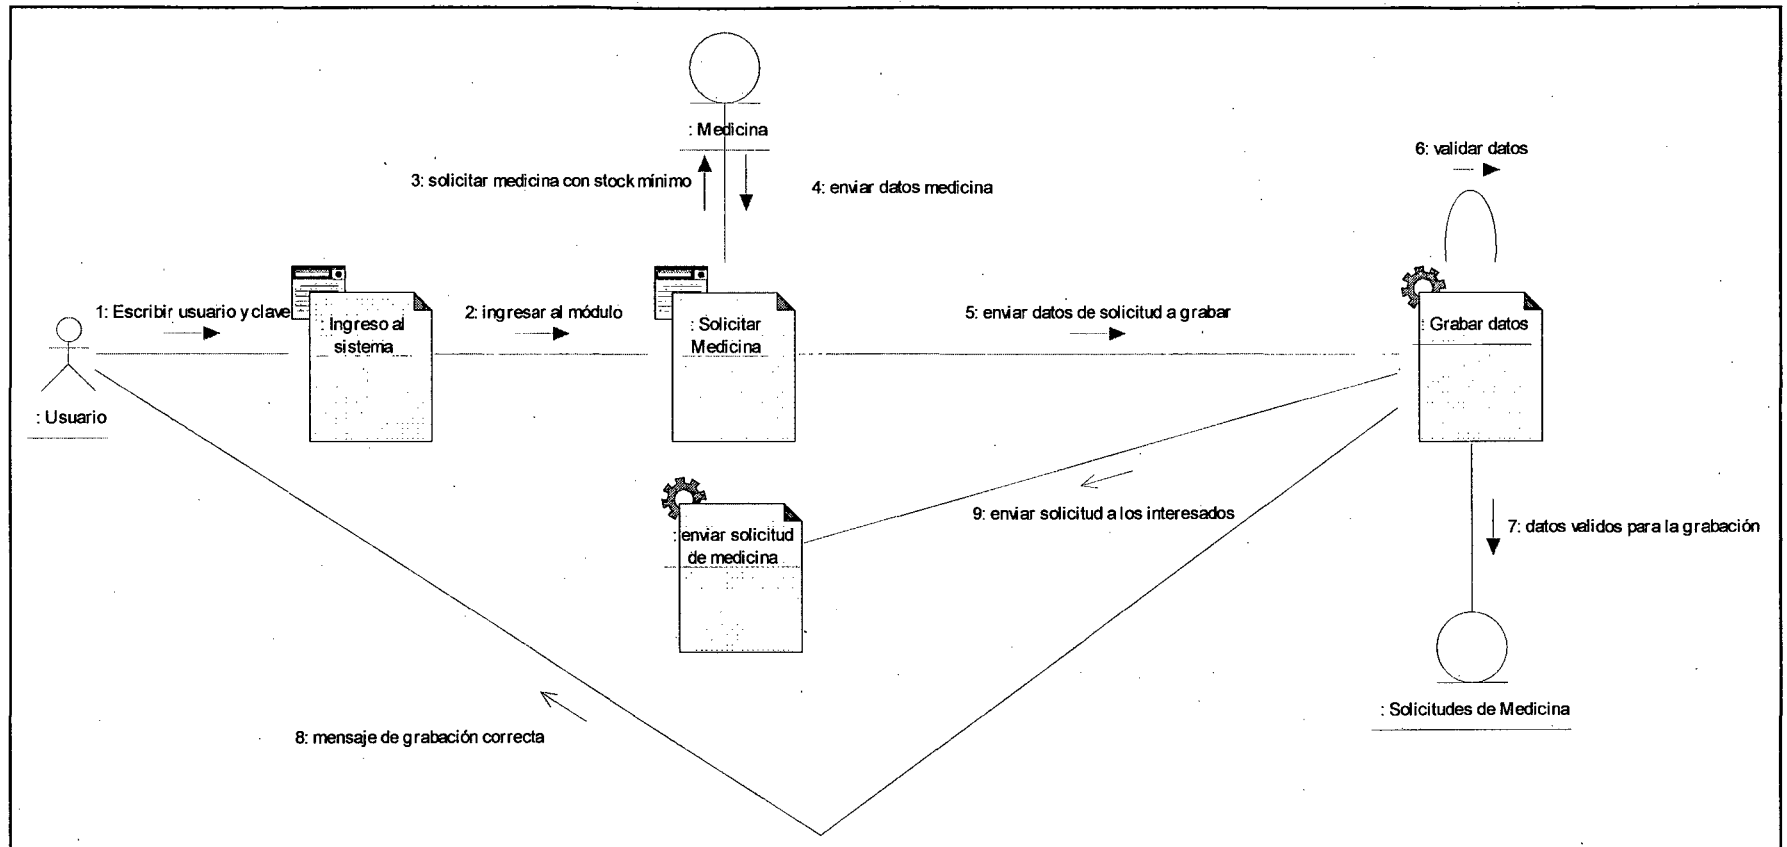 : Medicina
6: validar datos
3: solicitar medicina con stock mínimo
4: enviar datos medicina
1: Escribir usuario y clave
: Ingreso al
sistema
2: ingresar al módulo
: Solicitar
Medicina
5: enviar datos de solicitud a grabar
: Grabar datos
: Usuario
: enviar solicitud
de medicina
9: enviar solicitud a los interesados
7: datos validos para la grabación
: Solicitudes de Medicina
8: mensaje de grabación correcta